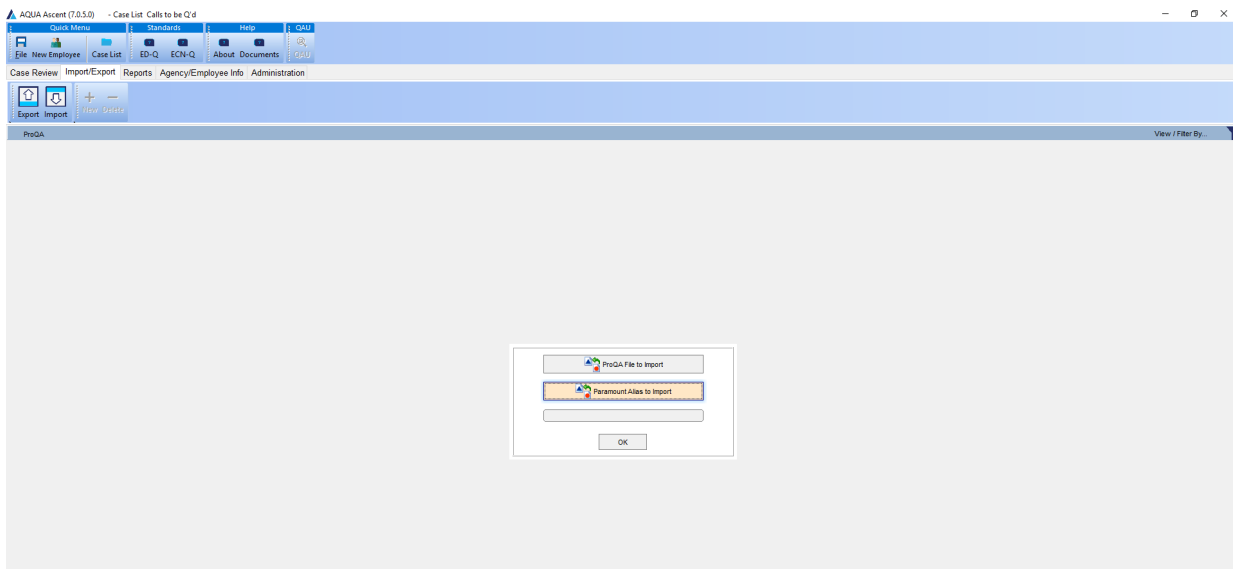 AQUA Ascent (7.0.5.0) - Case List Calls to be Q'd
Quick Menu Standards Help QAU
File New Employee Case List ED-Q ECN-Q About Documents QAU
Case Review Import/Export Reports Agency/Employee Info Administration
Export Import New Delete
ProQA View / Filter By...
ProQA File to Import
Paramount Alias to Import
OK